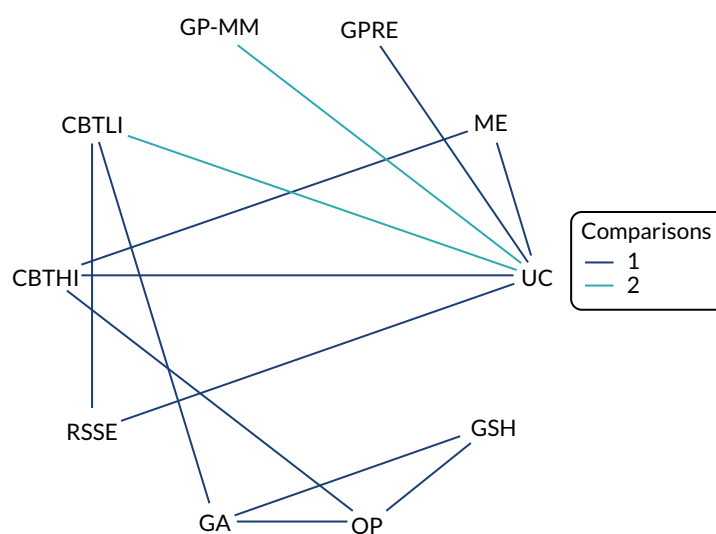 GP-MM
GPRE
CBTLI
ME
CBTHI
UC
Comparisons
1
2
RSSE
GSH
GA
OP